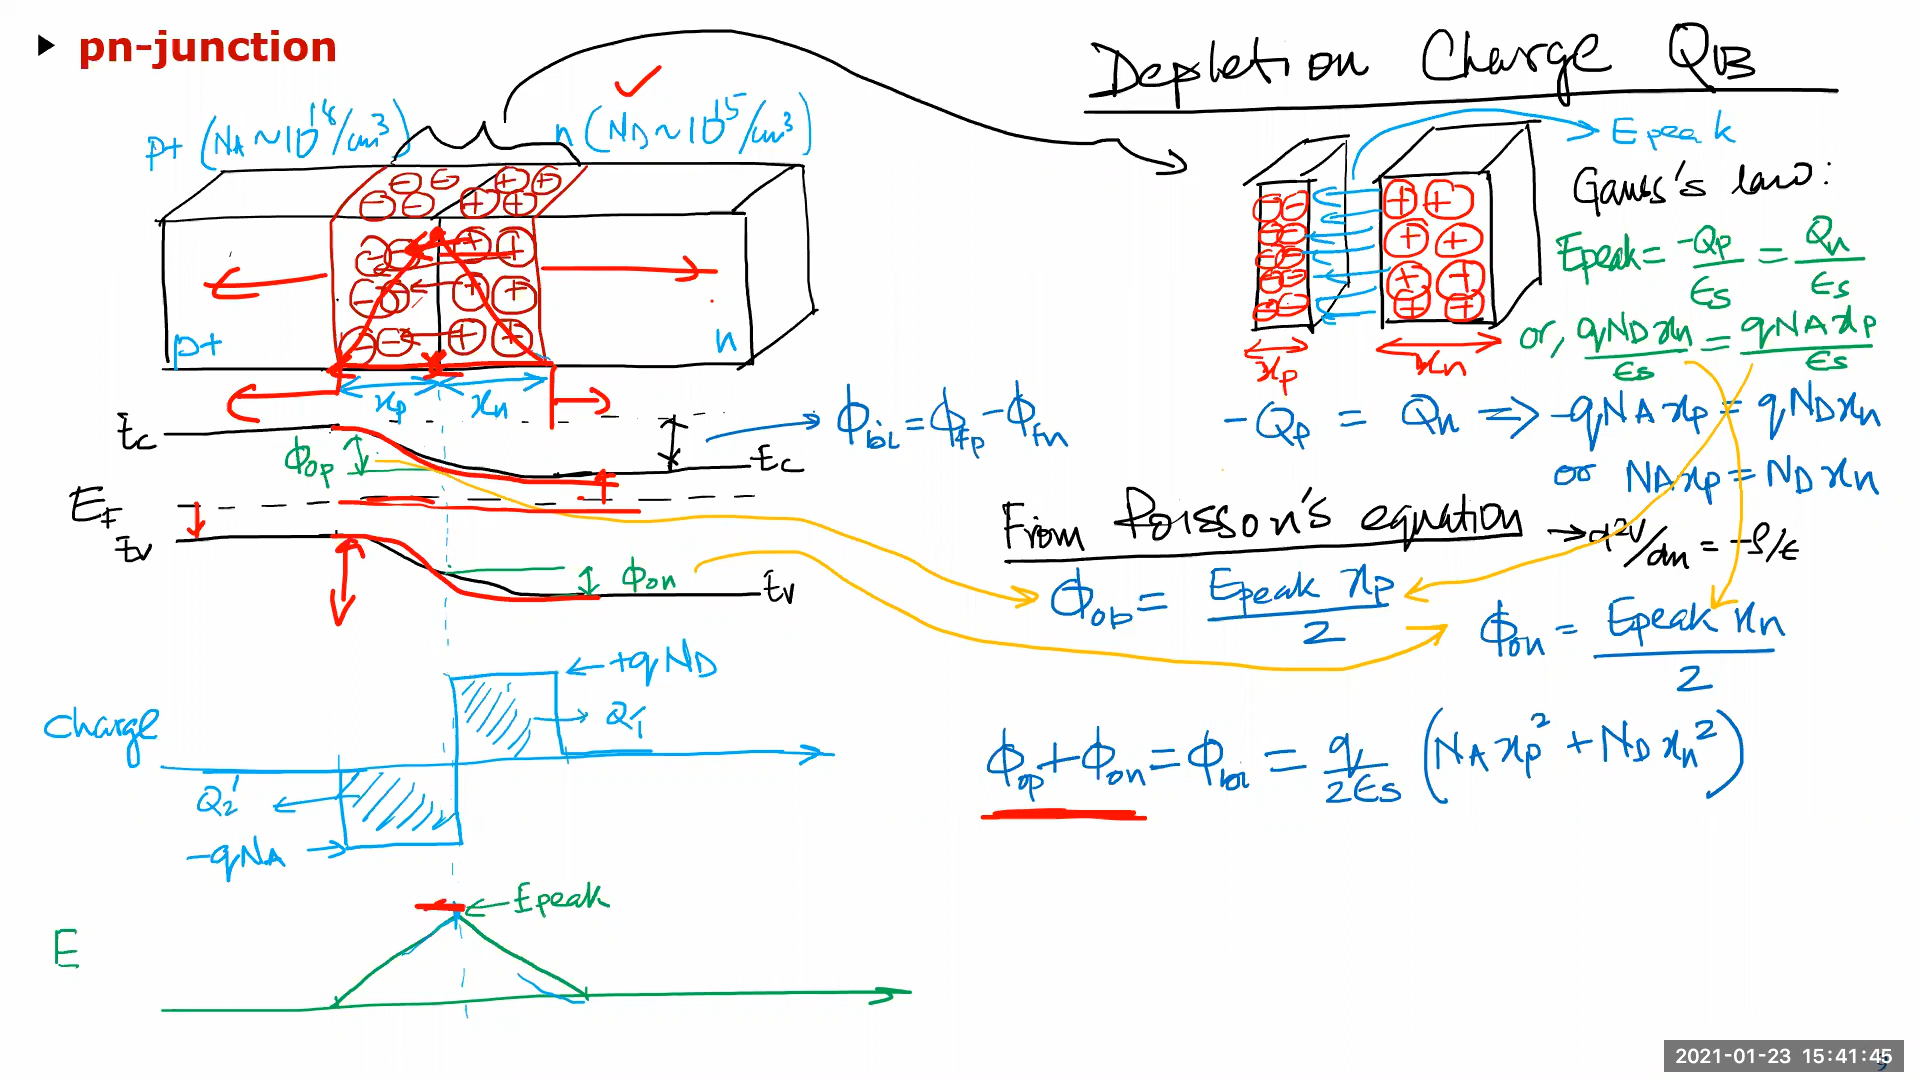 ▶ pn-junction
Depletion Charge QB
p+ (NA ~ 10^18/cm^3)
n (ND ~ 10^15/cm^3)
Epeak
Gauss's law:
Epeak = -Qp/ϵs = Qn/ϵs
or, qNDxn/ϵs = qNAxp/ϵs
p+
n
xp
xn
xp
xn
-Qp = Qn ⇒ -qNAxp = qNDxn
or NAxp = NDxn
Ec
ϕop
Ec
ϕbi = ϕfp - ϕfn
EF
Ev
ϕon
Ev
From Poisson's equation → d²V/dn = -ρ/ϵ
ϕop = Epeak xp/2
ϕon = Epeak xn/2
ϕop + ϕon = ϕbi = q/2ϵs (NAxp² + NDxn²)
+qND
charge
Q1'
Q2'
-qNA
Epeak
E
2021-01-23 15:41:45